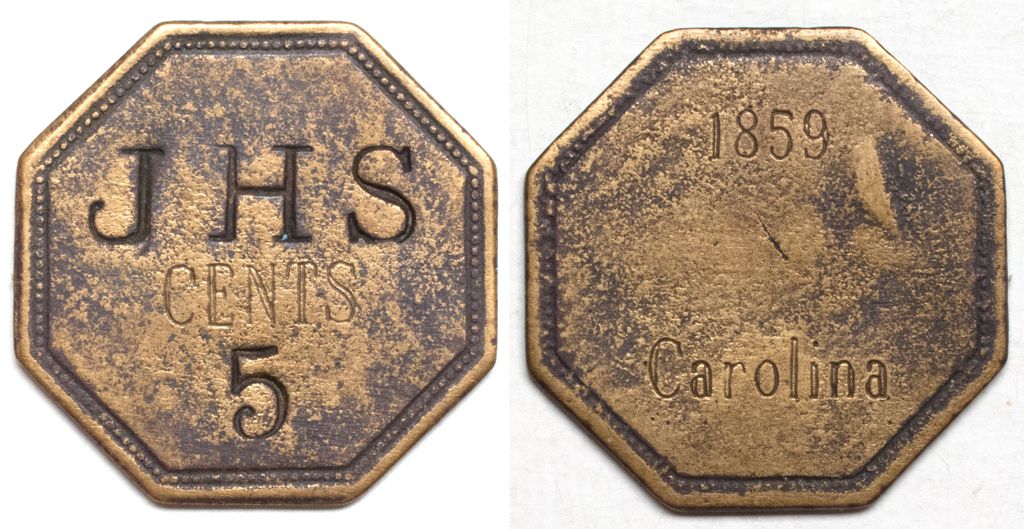 J H S
CENTS
5
1859
Carolina